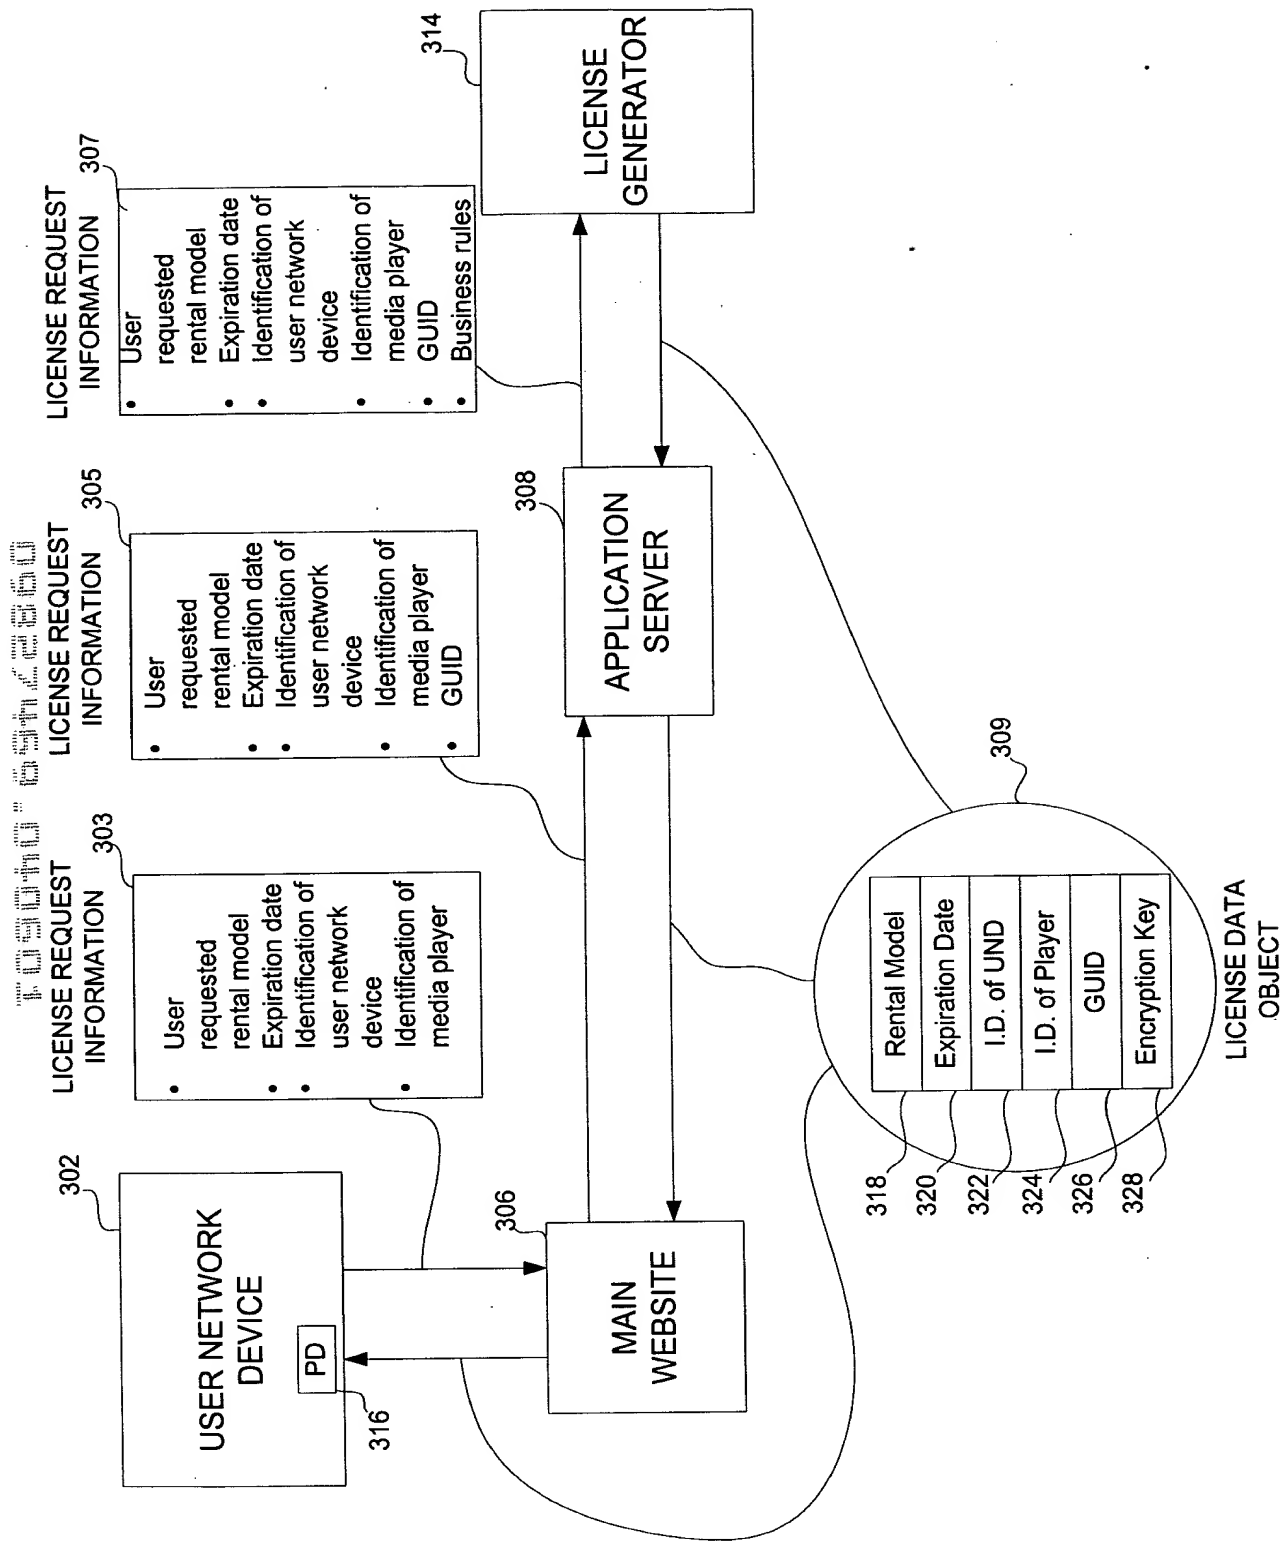 LICENSE REQUEST
INFORMATION
303
• User
requested
rental model
• Expiration date
• Identification of
user network
device
• Identification of
media player
LICENSE REQUEST
INFORMATION
305
• User
requested
rental model
• Expiration date
• Identification of
user network
device
• Identification of
media player
• GUID
LICENSE REQUEST
INFORMATION
307
• User
requested
rental model
• Expiration date
• Identification of
user network
device
• Identification of
media player
• GUID
• Business rules
302
USER NETWORK
DEVICE
PD
316
306
MAIN
WEBSITE
308
APPLICATION
SERVER
314
LICENSE
GENERATOR
309
318
Rental Model
320
Expiration Date
322
I.D. of UND
324
I.D. of Player
326
GUID
328
Encryption Key
LICENSE DATA
OBJECT